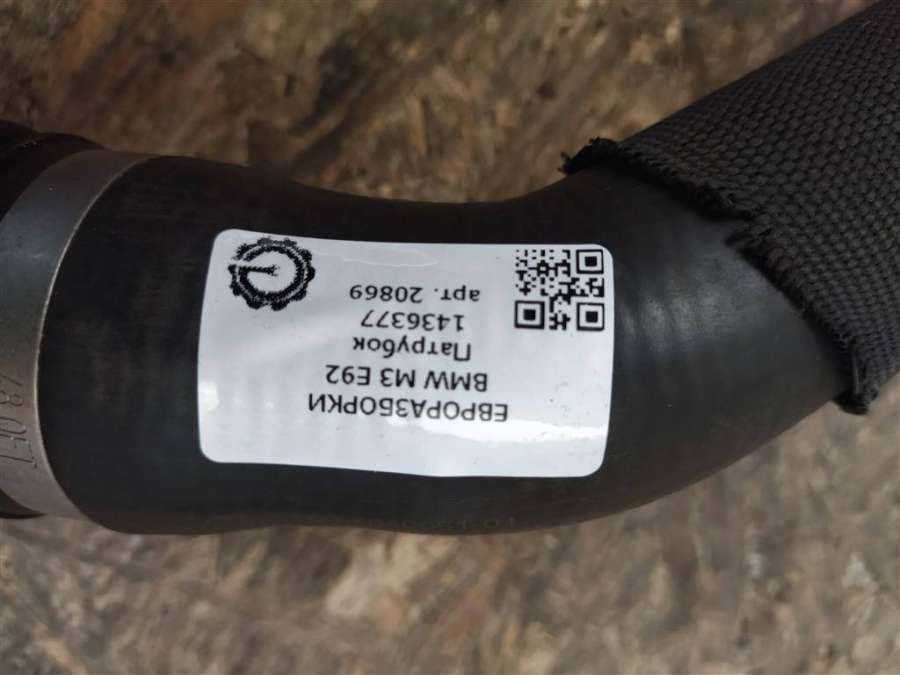 ЕВРОРАЗБОРКИ
BMW M3 E92
Патрубок
1436377
арт. 20869